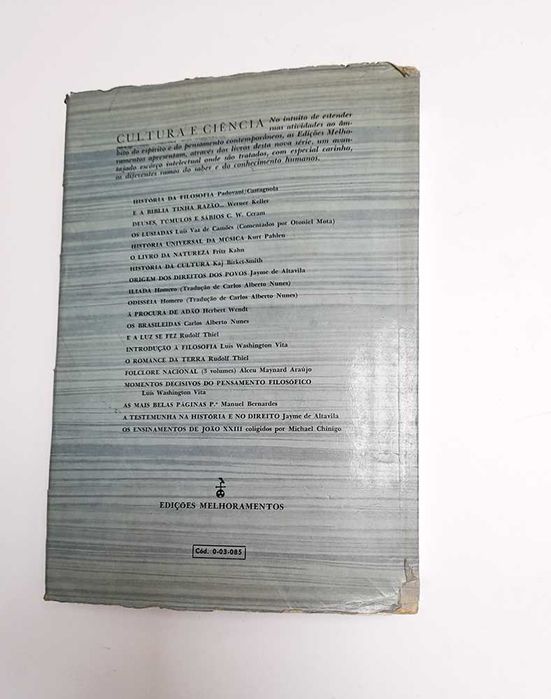 CULTURA E CIÊNCIA No intuito de estender
suas atividades ao âm-
bito do espírito e do pensamento contemporâneos, as Edições Melho-
ramentos apresentam, através dos livros desta nova série, um avan-
tajado escôrço intelectual onde são tratados, com especial carinho,
os diferentes ramos do saber e do conhecimento humanos.
HISTÓRIA DA FILOSOFIA Padovani/Castagnola
E A BÍBLIA TINHA RAZÃO... Werner Keller
DEUSES, TÚMULOS E SÁBIOS C. W. Ceram
OS LUSÍADAS Luís Vaz de Camões (Comentados por Otoniel Mota)
HISTÓRIA UNIVERSAL DA MÚSICA Kurt Pahlen
O LIVRO DA NATUREZA Fritz Kahn
HISTÓRIA DA CULTURA Kaj Birket-Smith
ORIGEM DOS DIREITOS DOS POVOS Jayme de Altavila
ILÍADA Homero (Tradução de Carlos Alberto Nunes)
ODISSÉIA Homero (Tradução de Carlos Alberto Nunes)
À PROCURA DE ADÃO Herbert Wendt
OS BRASILEIDAS Carlos Alberto Nunes
E A LUZ SE FEZ Rudolf Thiel
INTRODUÇÃO À FILOSOFIA Luís Washington Vita
O ROMANCE DA TERRA Rudolf Thiel
FOLCLORE NACIONAL (3 volumes) Alceu Maynard Araújo
MOMENTOS DECISIVOS DO PENSAMENTO FILOSÓFICO
Luís Washington Vita
AS MAIS BELAS PÁGINAS P.e Manuel Bernardes
A TESTEMUNHA NA HISTÓRIA E NO DIREITO Jayme de Altavila
OS ENSINAMENTOS DE JOÃO XXIII coligidos por Michael Chinigo
EDIÇÕES MELHORAMENTOS
Cód. 0-03-085